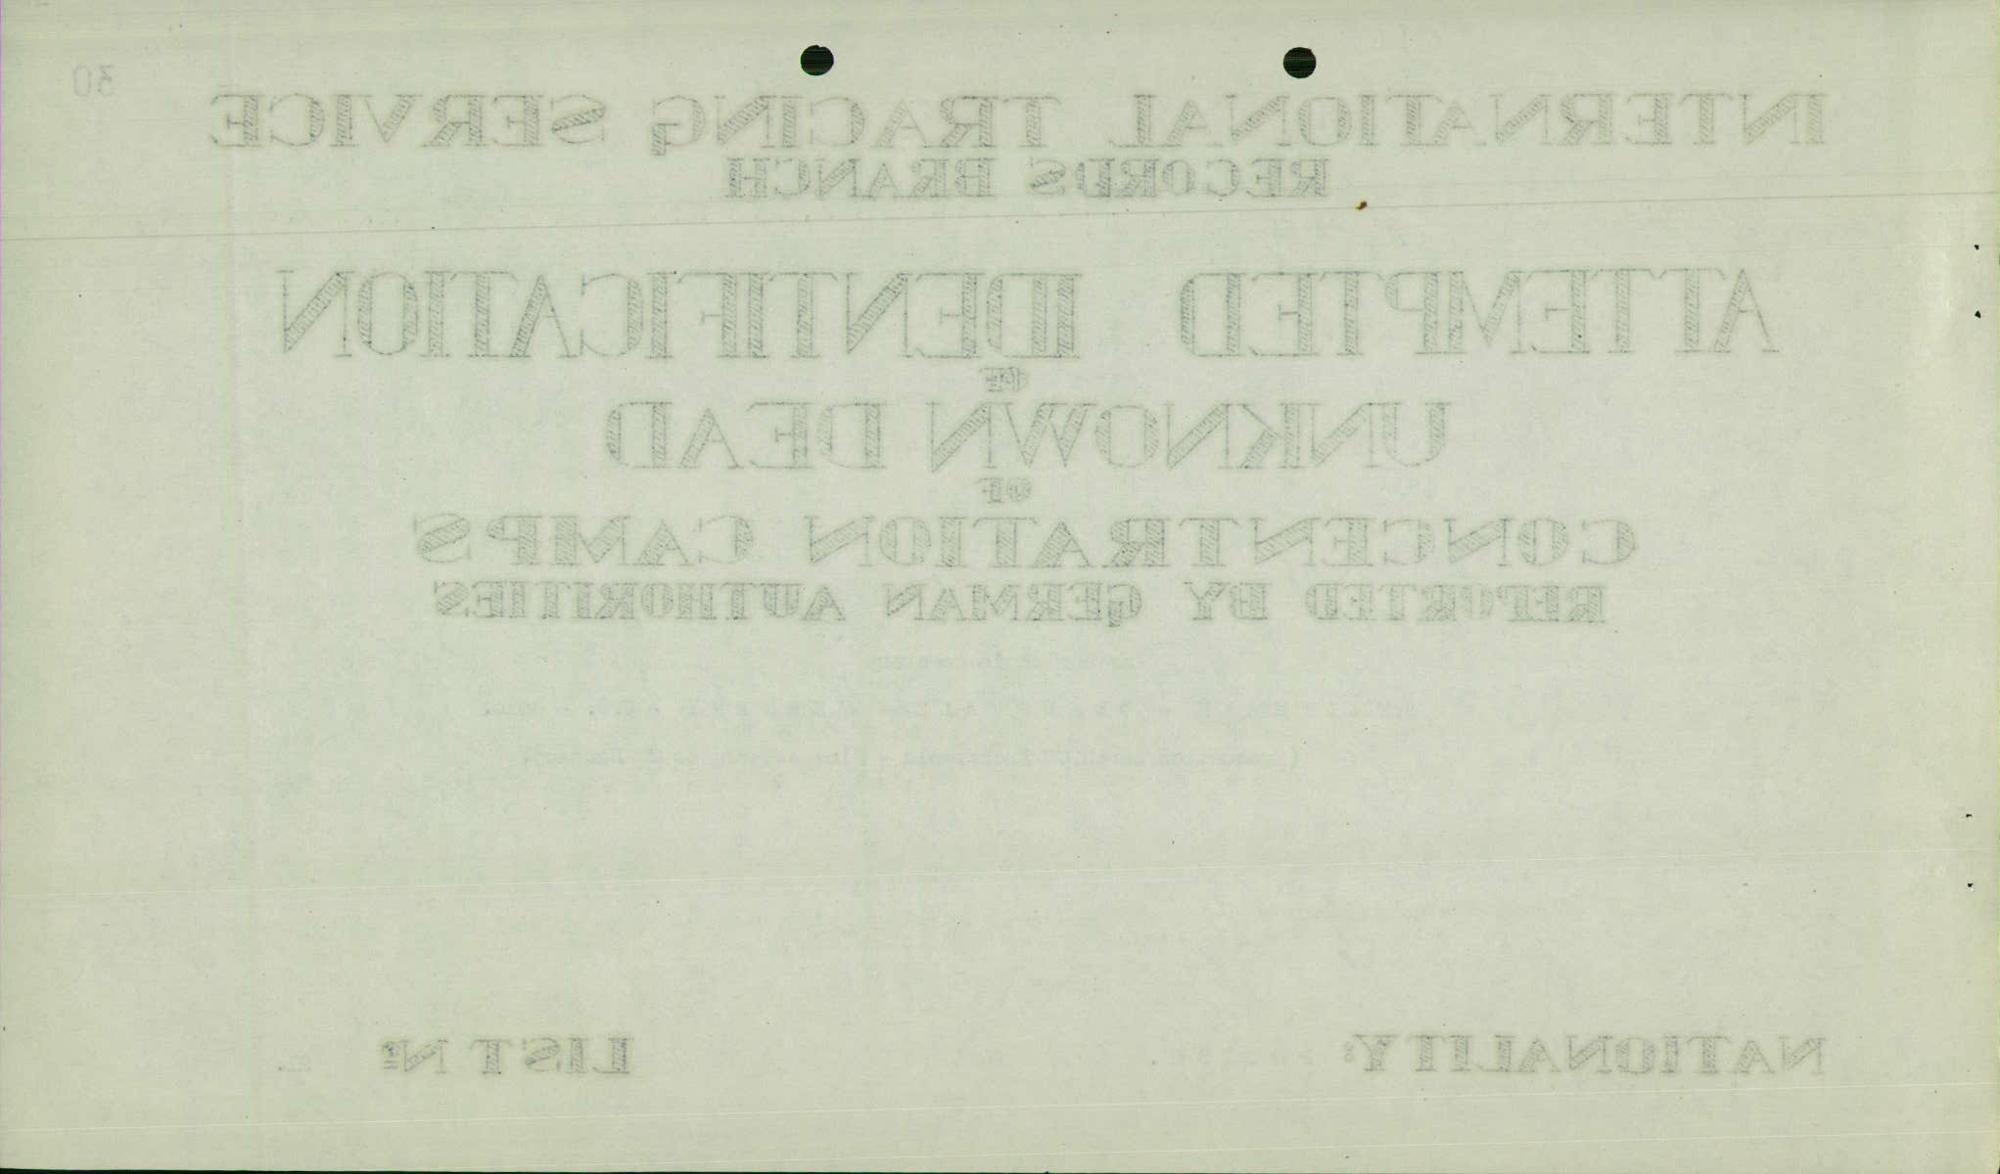 30
INTERNATIONAL TRACING SERVICE
RECORDS BRANCH
ATTEMPTED IDENTIFICATION
OF
UNKNOWN DEAD
OF
CONCENTRATION CAMPS
REPORTED BY GERMAN AUTHORITIES
NATIONALITY: LIST Nº